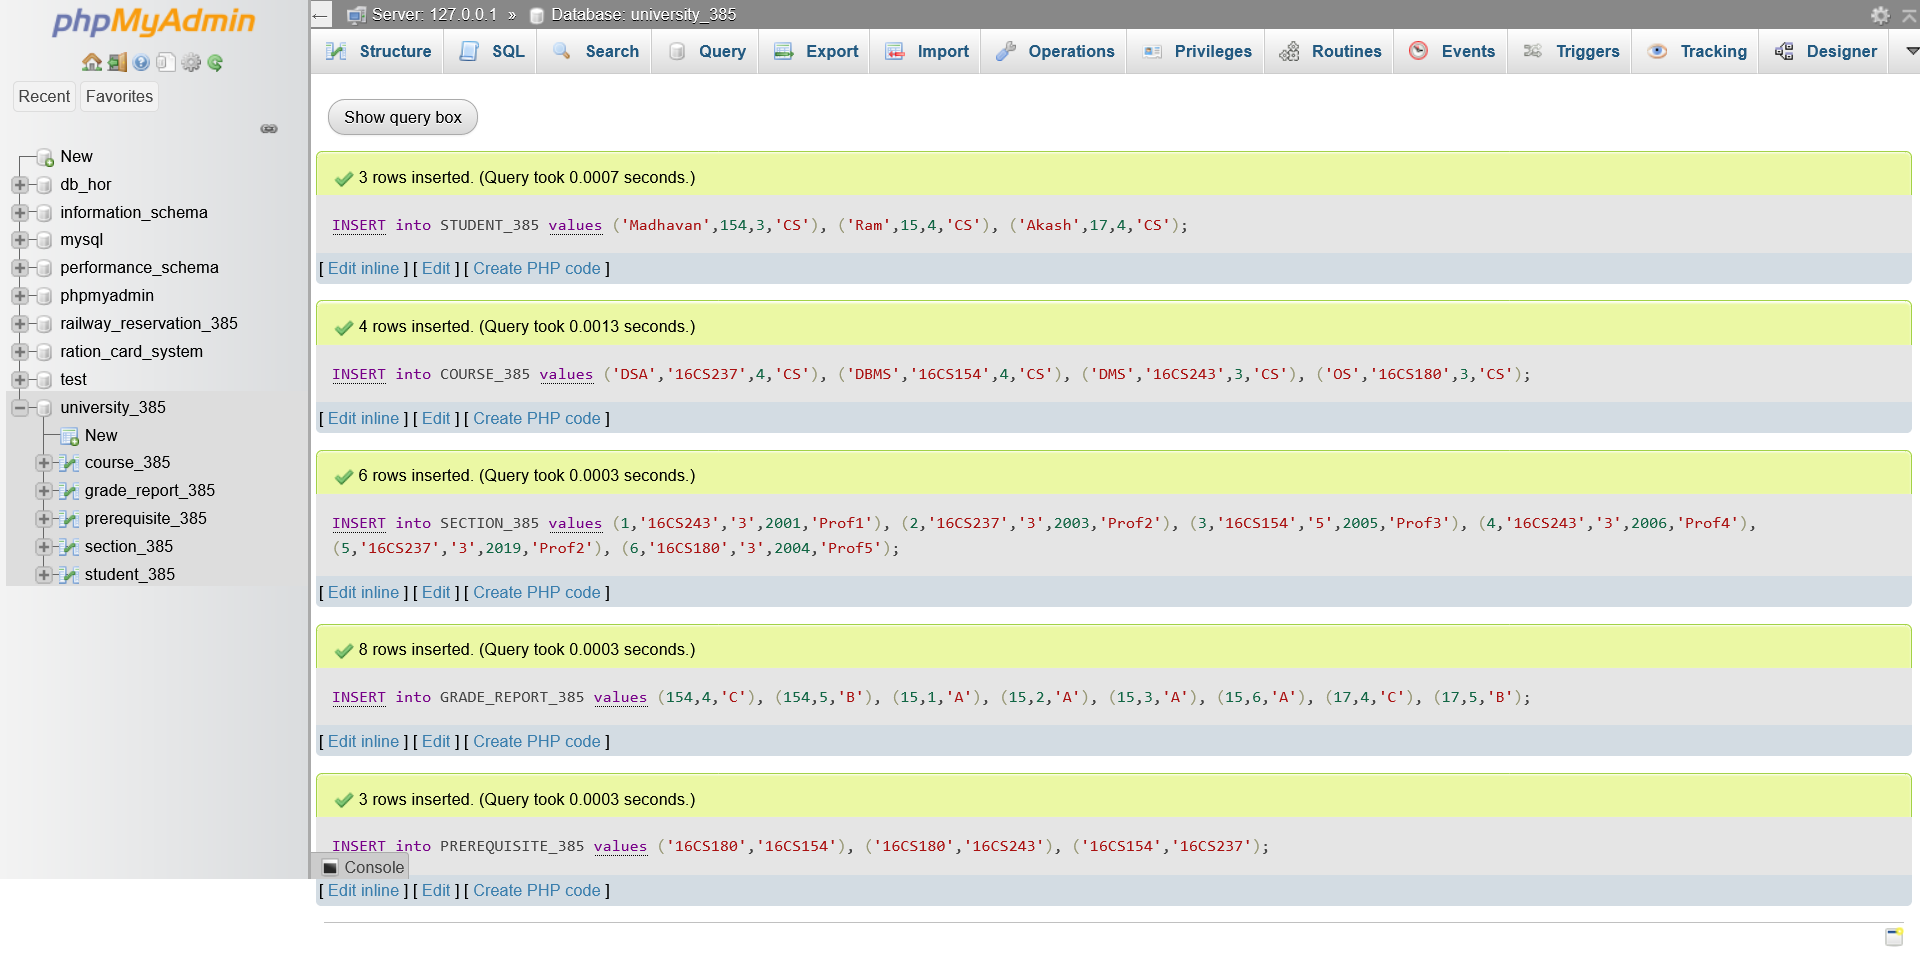 phpMyAdmin
Recent Favorites
New
db_hor
information_schema
mysql
performance_schema
phpmyadmin
railway_reservation_385
ration_card_system
test
university_385
New
course_385
grade_report_385
prerequisite_385
section_385
student_385
Server: 127.0.0.1 » Database: university_385
Structure SQL Search Query Export Import Operations Privileges Routines Events Triggers Tracking Designer
Show query box
3 rows inserted. (Query took 0.0007 seconds.)
INSERT into STUDENT_385 values ('Madhavan',154,3,'CS'), ('Ram',15,4,'CS'), ('Akash',17,4,'CS');
[ Edit inline ] [ Edit ] [ Create PHP code ]
4 rows inserted. (Query took 0.0013 seconds.)
INSERT into COURSE_385 values ('DSA','16CS237',4,'CS'), ('DBMS','16CS154',4,'CS'), ('DMS','16CS243',3,'CS'), ('OS','16CS180',3,'CS');
[ Edit inline ] [ Edit ] [ Create PHP code ]
6 rows inserted. (Query took 0.0003 seconds.)
INSERT into SECTION_385 values (1,'16CS243','3',2001,'Prof1'), (2,'16CS237','3',2003,'Prof2'), (3,'16CS154','5',2005,'Prof3'), (4,'16CS243','3',2006,'Prof4'),
(5,'16CS237','3',2019,'Prof2'), (6,'16CS180','3',2004,'Prof5');
[ Edit inline ] [ Edit ] [ Create PHP code ]
8 rows inserted. (Query took 0.0003 seconds.)
INSERT into GRADE_REPORT_385 values (154,4,'C'), (154,5,'B'), (15,1,'A'), (15,2,'A'), (15,3,'A'), (15,6,'A'), (17,4,'C'), (17,5,'B');
[ Edit inline ] [ Edit ] [ Create PHP code ]
3 rows inserted. (Query took 0.0003 seconds.)
INSERT into PREREQUISITE_385 values ('16CS180','16CS154'), ('16CS180','16CS243'), ('16CS154','16CS237');
Console
[ Edit inline ] [ Edit ] [ Create PHP code ]